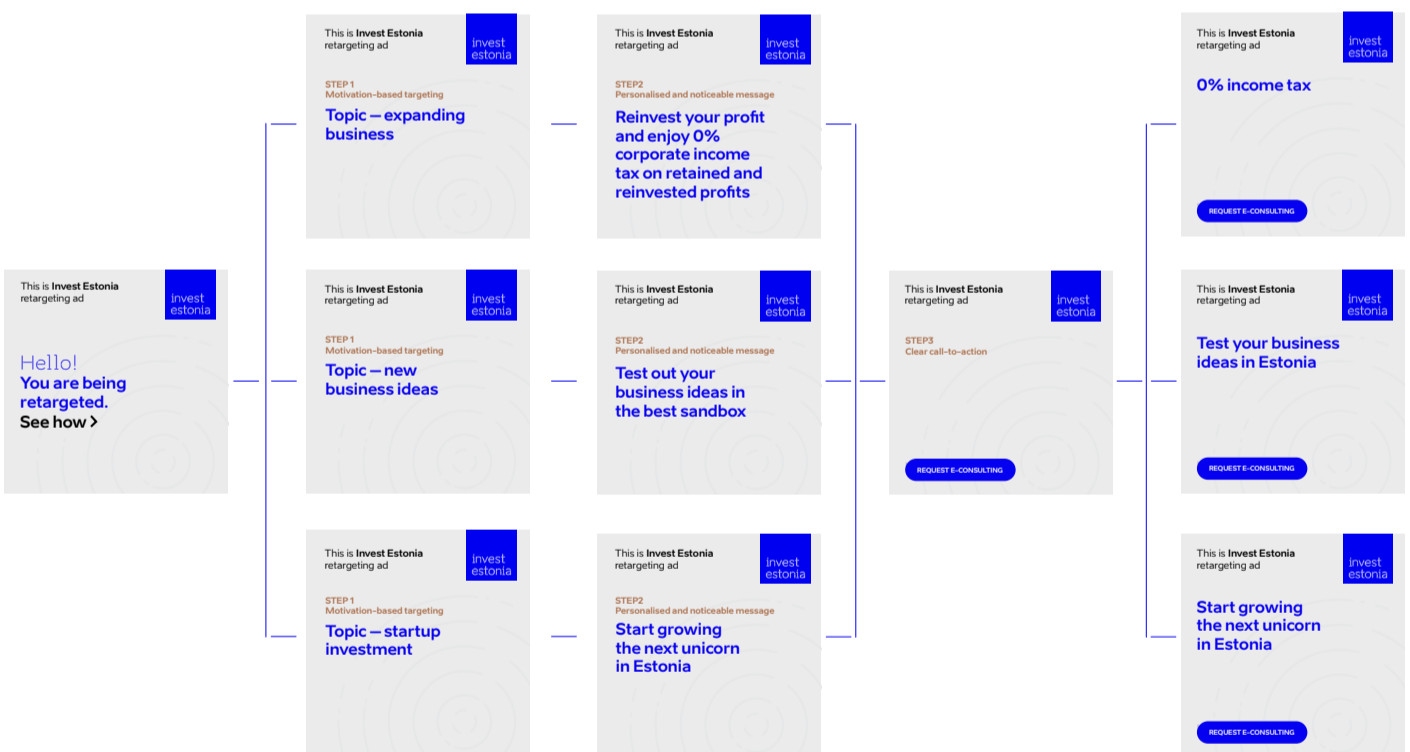 This is Invest Estonia
retargeting ad
invest
estonia
Hello!
You are being
retargeted.
See how >
This is Invest Estonia
retargeting ad
invest
estonia
STEP 1
Motivation-based targeting
Topic – expanding
business
This is Invest Estonia
retargeting ad
invest
estonia
STEP2
Personalised and noticeable message
Reinvest your profit
and enjoy 0%
corporate income
tax on retained and
reinvested profits
This is Invest Estonia
retargeting ad
invest
estonia
STEP 1
Motivation-based targeting
Topic – new
business ideas
This is Invest Estonia
retargeting ad
invest
estonia
STEP2
Personalised and noticeable message
Test out your
business ideas in
the best sandbox
This is Invest Estonia
retargeting ad
invest
estonia
STEP 1
Motivation-based targeting
Topic – startup
investment
This is Invest Estonia
retargeting ad
invest
estonia
STEP2
Personalised and noticeable message
Start growing
the next unicorn
in Estonia
This is Invest Estonia
retargeting ad
invest
estonia
STEP3
Clear call-to-action
REQUEST E-CONSULTING
This is Invest Estonia
retargeting ad
invest
estonia
0% income tax
REQUEST E-CONSULTING
This is Invest Estonia
retargeting ad
invest
estonia
Test your business
ideas in Estonia
REQUEST E-CONSULTING
This is Invest Estonia
retargeting ad
invest
estonia
Start growing
the next unicorn
in Estonia
REQUEST E-CONSULTING